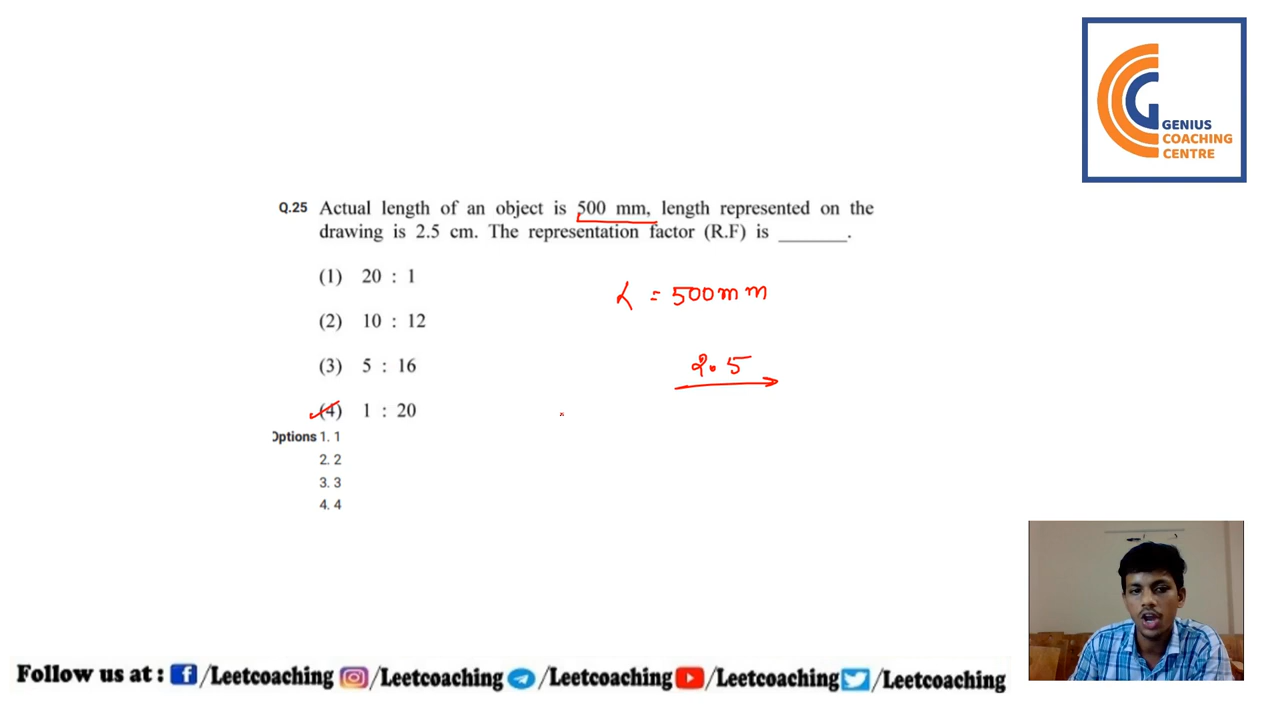 GENIUS
COACHING
CENTRE
Q.25 Actual length of an object is 500 mm, length represented on the
drawing is 2.5 cm. The representation factor (R.F) is _______.
(1) 20 : 1
L = 500mm
(2) 10 : 12
2.5
(3) 5 : 16
(4) 1 : 20
Options 1. 1
2. 2
3. 3
4. 4
Follow us at : /Leetcoaching /Leetcoaching /Leetcoaching /Leetcoaching /Leetcoaching